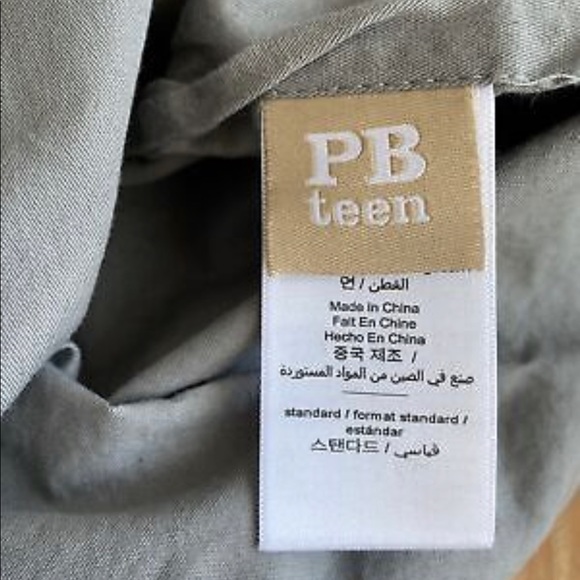 PB
teen
언 / القطن
Made in China
Fait En Chine
Hecho En China
중국 제조 /
صنع في الصين من المواد المستوردة
standard / format standard /
estándar
스탠다드 / قياسي